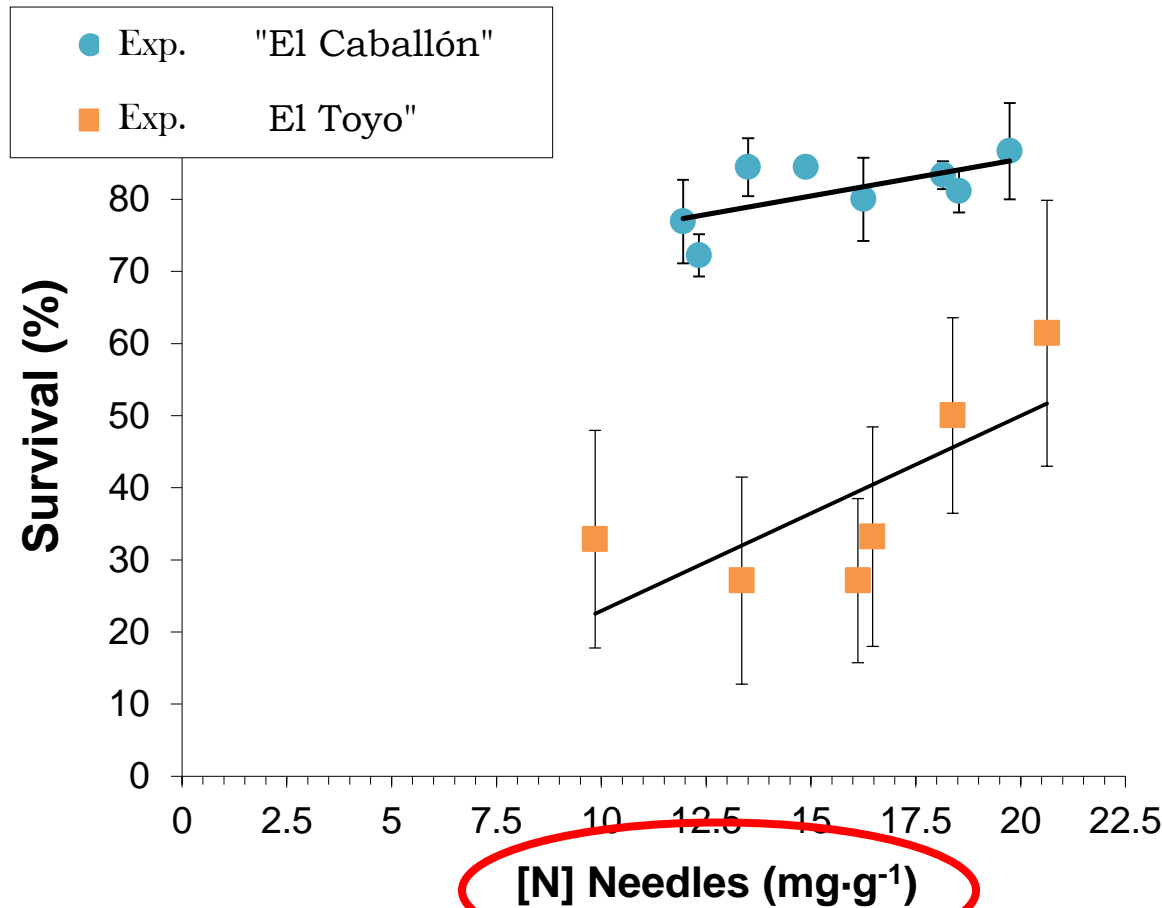 Exp. "El Caballón"
Exp. El Toyo"
Survival (%)
80
70
60
50
40
30
20
10
0
0 2.5 5 7.5 10 12.5 15 17.5 20 22.5
[N] Needles (mg·g⁻¹)